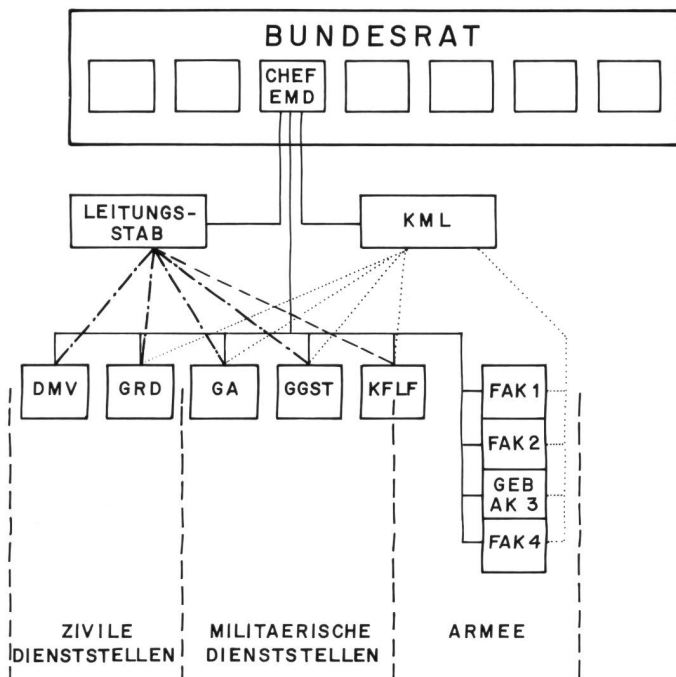 BUNDESRAT
CHEF
EMD
LEITUNGS-
STAB
KML
DMV
GRD
GA
GGST
KFLF
FAK 1
FAK 2
GEB
AK 3
FAK 4
ZIVILE
DIENSTSTELLEN
MILITAERISCHE
DIENSTSTELLEN
ARMEE